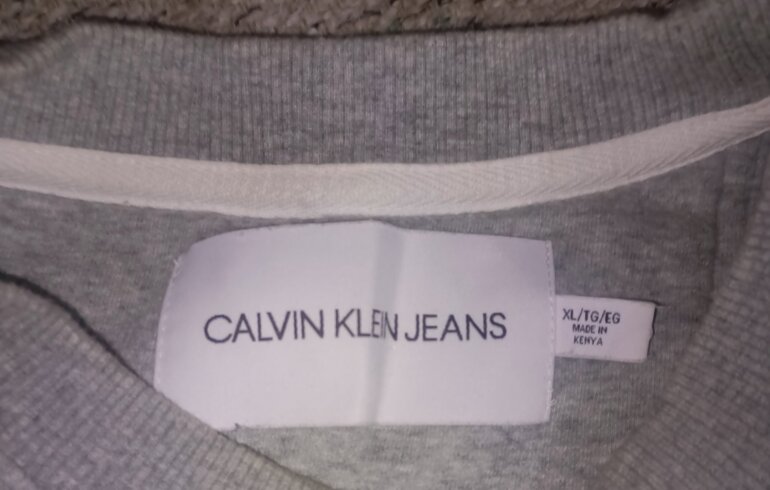 CALVIN KLEIN JEANS
XL/TG/EG
MADE IN
KENYA